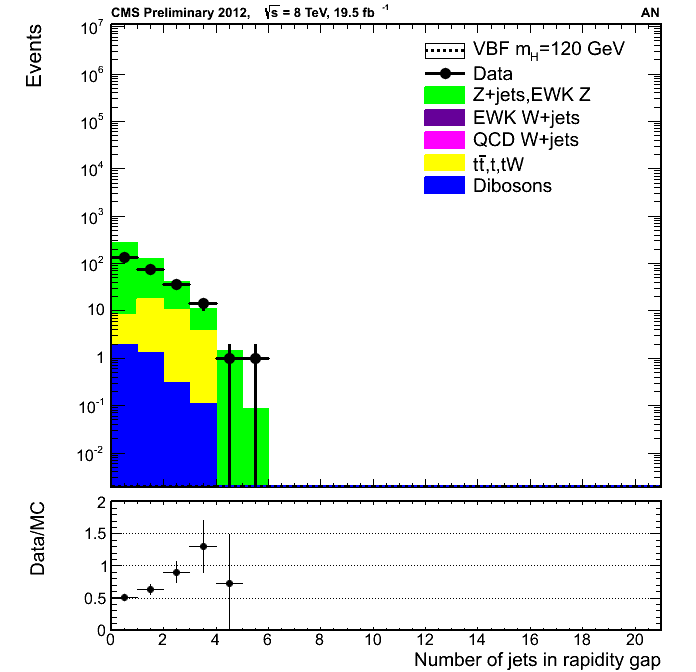 CMS Preliminary 2012, √s = 8 TeV, 19.5 fb⁻¹ AN
Events
10⁷
10⁶
10⁵
10⁴
10³
10²
10
1
10⁻¹
10⁻²
VBF m_H=120 GeV
Data
Z+jets,EWK Z
EWK W+jets
QCD W+jets
tt̄,t,tW
Dibosons
Data/MC
2
1.5
1
0.5
0
0 2 4 6 8 10 12 14 16 18 20
Number of jets in rapidity gap